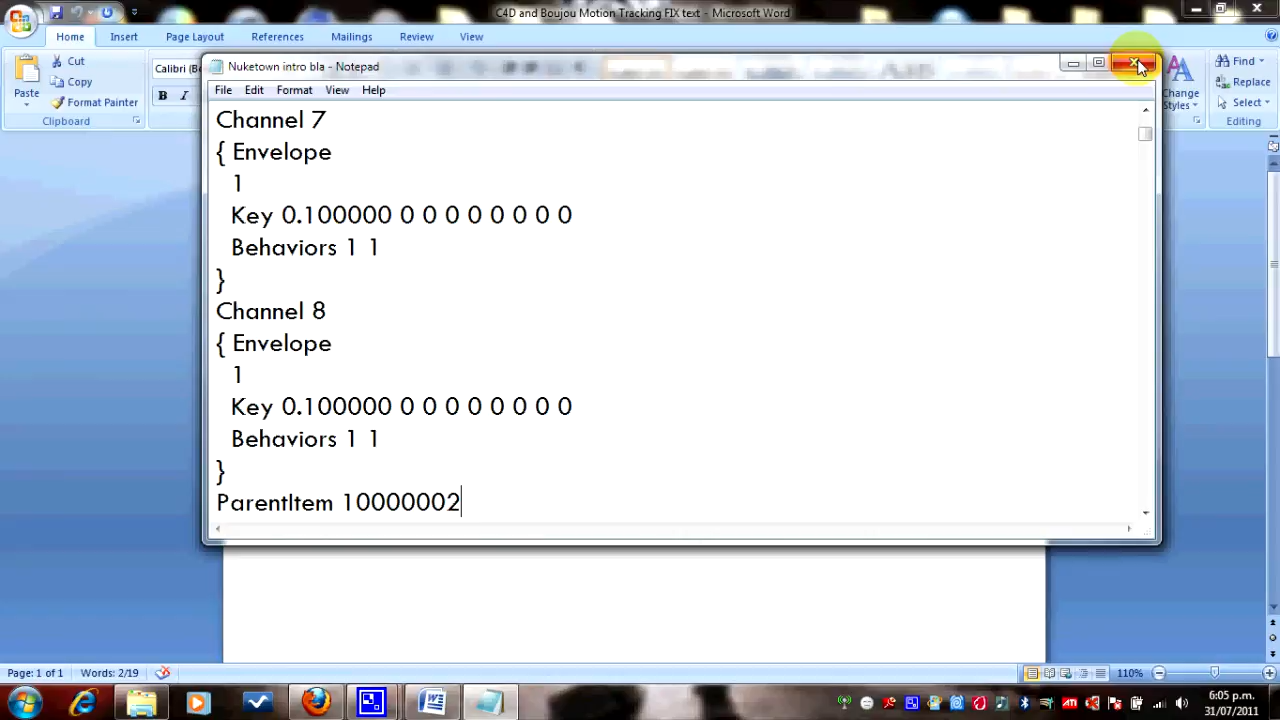 C4D and Boujou Motion Tracking FIX text - Microsoft Word
Home Insert Page Layout References Mailings Review View
Paste
Cut
Copy
Format Painter
Clipboard
Calibri (B
B I
Change
Styles
Find
Replace
Select
Editing
Nuketown intro bla - Notepad
File Edit Format View Help
Channel 7
{ Envelope
1
Key 0.100000 0 0 0 0 0 0 0 0
Behaviors 1 1
}
Channel 8
{ Envelope
1
Key 0.100000 0 0 0 0 0 0 0 0
Behaviors 1 1
}
ParentItem 10000002
Page: 1 of 1 Words: 2/19 110%
6:05 p.m.
31/07/2011